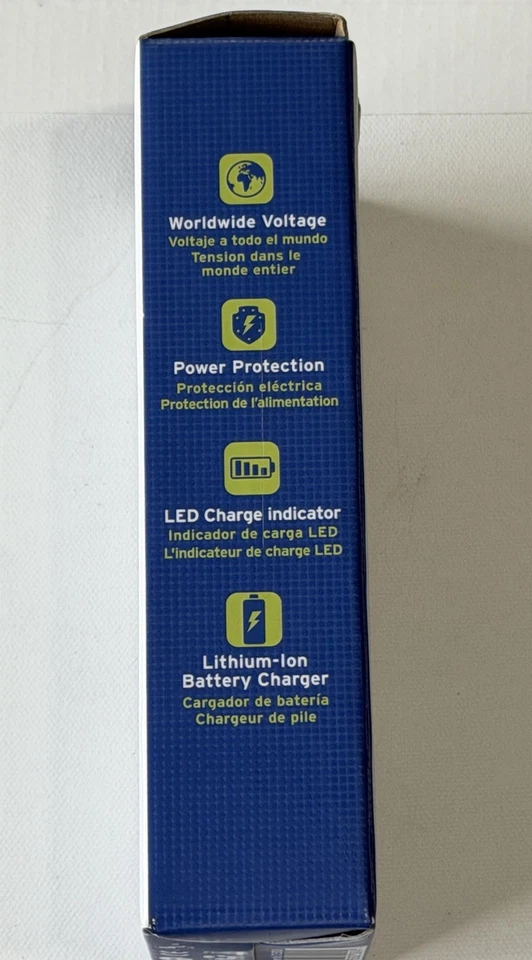 Worldwide Voltage
Voltaje a todo el mundo
Tension dans le
monde entier
Power Protection
Protección eléctrica
Protection de l'alimentation
LED Charge indicator
Indicador de carga LED
L'indicateur de charge LED
Lithium-Ion
Battery Charger
Cargador de batería
Chargeur de pile